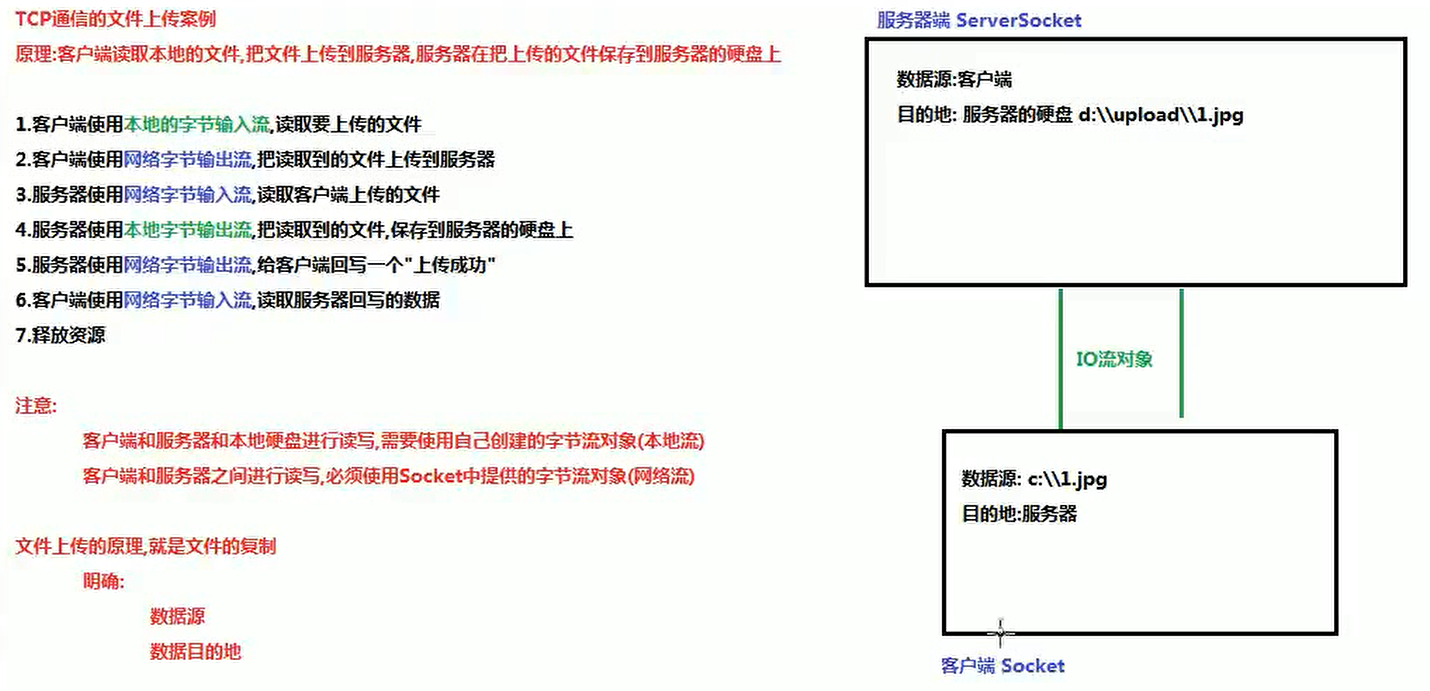 TCP通信的文件上传案例
原理:客户端读取本地的文件,把文件上传到服务器,服务器在把上传的文件保存到服务器的硬盘上
1.客户端使用本地的字节输入流,读取要上传的文件
2.客户端使用网络字节输出流,把读取到的文件上传到服务器
3.服务器使用网络字节输入流,读取客户端上传的文件
4.服务器使用本地字节输出流,把读取到的文件,保存到服务器的硬盘上
5.服务器使用网络字节输出流,给客户端回写一个"上传成功"
6.客户端使用网络字节输入流,读取服务器回写的数据
7.释放资源
注意:
客户端和服务器和本地硬盘进行读写,需要使用自己创建的字节流对象(本地流)
客户端和服务器之间进行读写,必须使用Socket中提供的字节流对象(网络流)
文件上传的原理,就是文件的复制
明确:
数据源
数据目的地
服务器端 ServerSocket
数据源:客户端
目的地: 服务器的硬盘 d:\\upload\\1.jpg
IO流对象
数据源: c:\\1.jpg
目的地:服务器
客户端 Socket